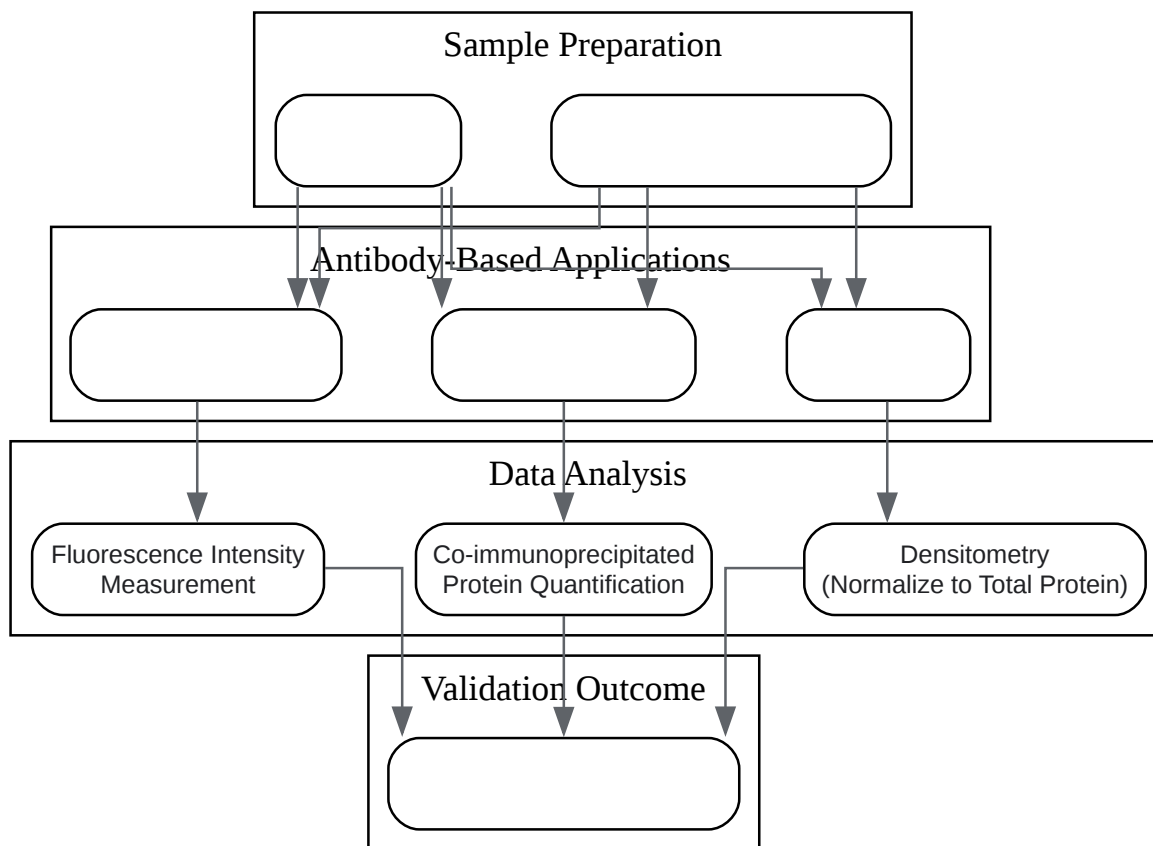 Sample Preparation
Antibody-Based Applications
Data Analysis
Fluorescence Intensity
Measurement
Co-immunoprecipitated
Protein Quantification
Densitometry
(Normalize to Total Protein)
Validation Outcome